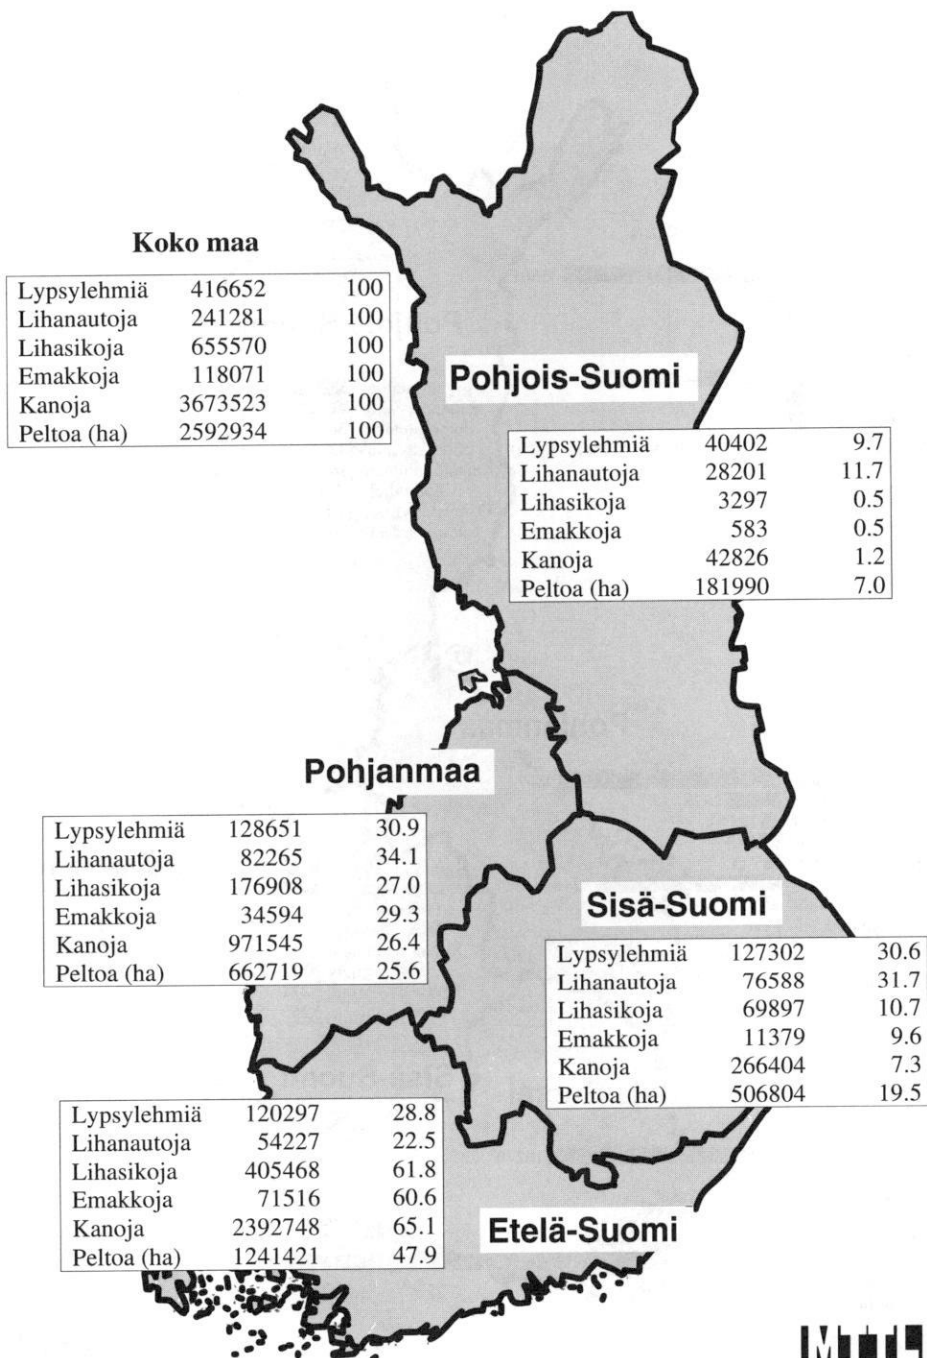 Koko maa
Lypsylehmiä 416652 100
Lihanautoja 241281 100
Lihasikoja 655570 100
Emakkoja 118071 100
Kanoja 3673523 100
Peltoa (ha) 2592934 100
Pohjois-Suomi
Lypsylehmiä 40402 9.7
Lihanautoja 28201 11.7
Lihasikoja 3297 0.5
Emakkoja 583 0.5
Kanoja 42826 1.2
Peltoa (ha) 181990 7.0
Pohjanmaa
Lypsylehmiä 128651 30.9
Lihanautoja 82265 34.1
Lihasikoja 176908 27.0
Emakkoja 34594 29.3
Kanoja 971545 26.4
Peltoa (ha) 662719 25.6
Sisä-Suomi
Lypsylehmiä 127302 30.6
Lihanautoja 76588 31.7
Lihasikoja 69897 10.7
Emakkoja 11379 9.6
Kanoja 266404 7.3
Peltoa (ha) 506804 19.5
Lypsylehmiä 120297 28.8
Lihanautoja 54227 22.5
Lihasikoja 405468 61.8
Emakkoja 71516 60.6
Kanoja 2392748 65.1
Peltoa (ha) 1241421 47.9
Etelä-Suomi
MTTL